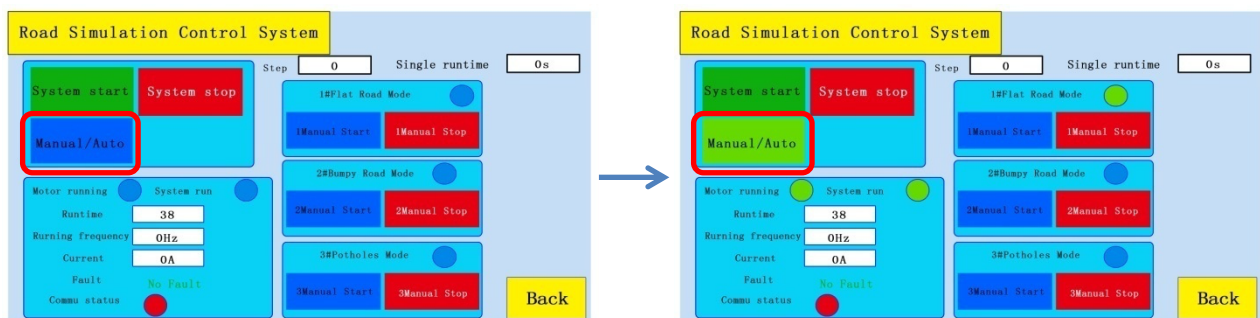 Road Simulation Control System
Step 0 Single runtime 0s
System start System stop
Manual/Auto
1#Flat Road Mode
1Manual Start 1Manual Stop
2#Bumpy Road Mode
2Manual Start 2Manual Stop
3#Potholes Mode
3Manual Start 3Manual Stop
Motor running System run
Runtime 38
Rurning frequency 0Hz
Current 0A
Fault No Fault
Commu status
Back
Road Simulation Control System
Step 0 Single runtime 0s
System start System stop
Manual/Auto
1#Flat Road Mode
1Manual Start 1Manual Stop
2#Bumpy Road Mode
2Manual Start 2Manual Stop
3#Potholes Mode
3Manual Start 3Manual Stop
Motor running System run
Runtime 38
Rurning frequency 0Hz
Current 0A
Fault No Fault
Commu status
Back